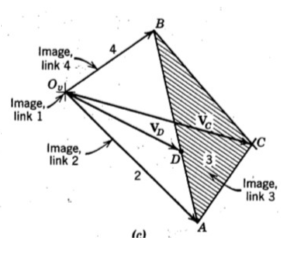 B
Image,
link 4
4
O_v
Image,
link 1
V_D
V_C
C
Image,
link 2
D
3
2
Image,
link 3
A
(c)